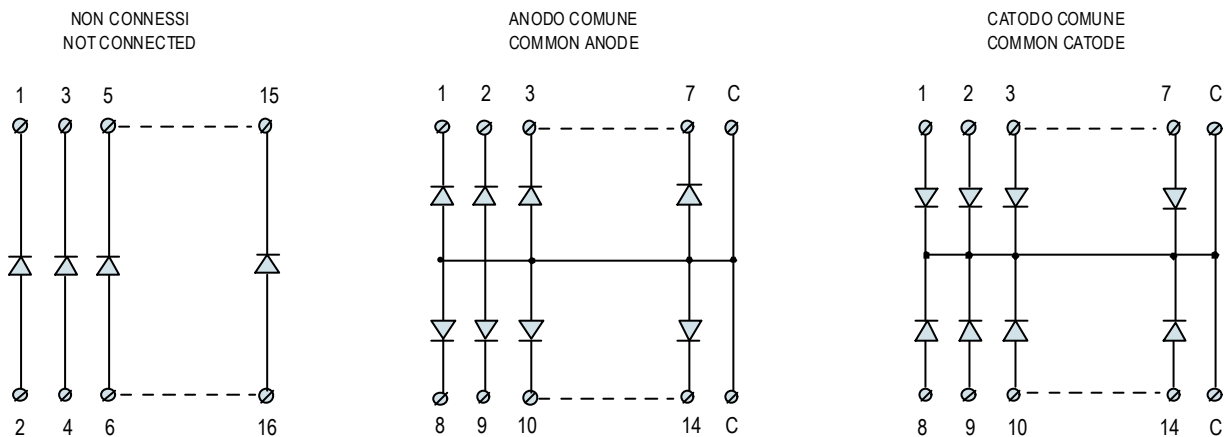 NON CONNESSI
NOT CONNECTED
1 3 5 15
2 4 6 16
ANODO COMUNE
COMMON ANODE
1 2 3 7 C
8 9 10 14 C
CATODO COMUNE
COMMON CATODE
1 2 3 7 C
8 9 10 14 C